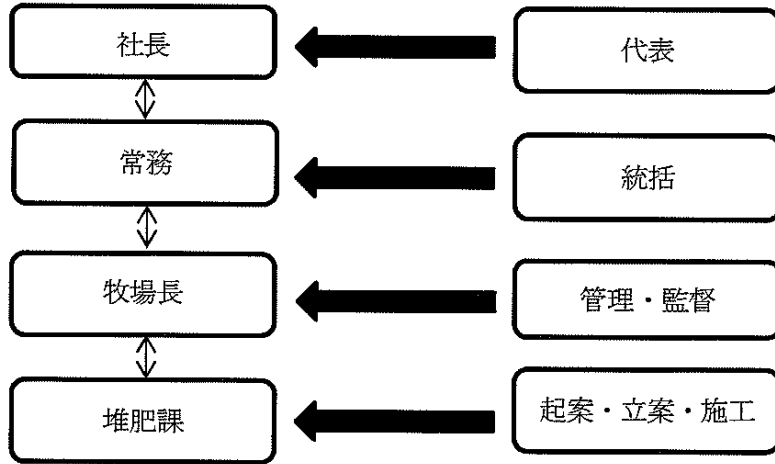 社長
代表
常務
統括
牧場長
管理・監督
堆肥課
起案・立案・施工